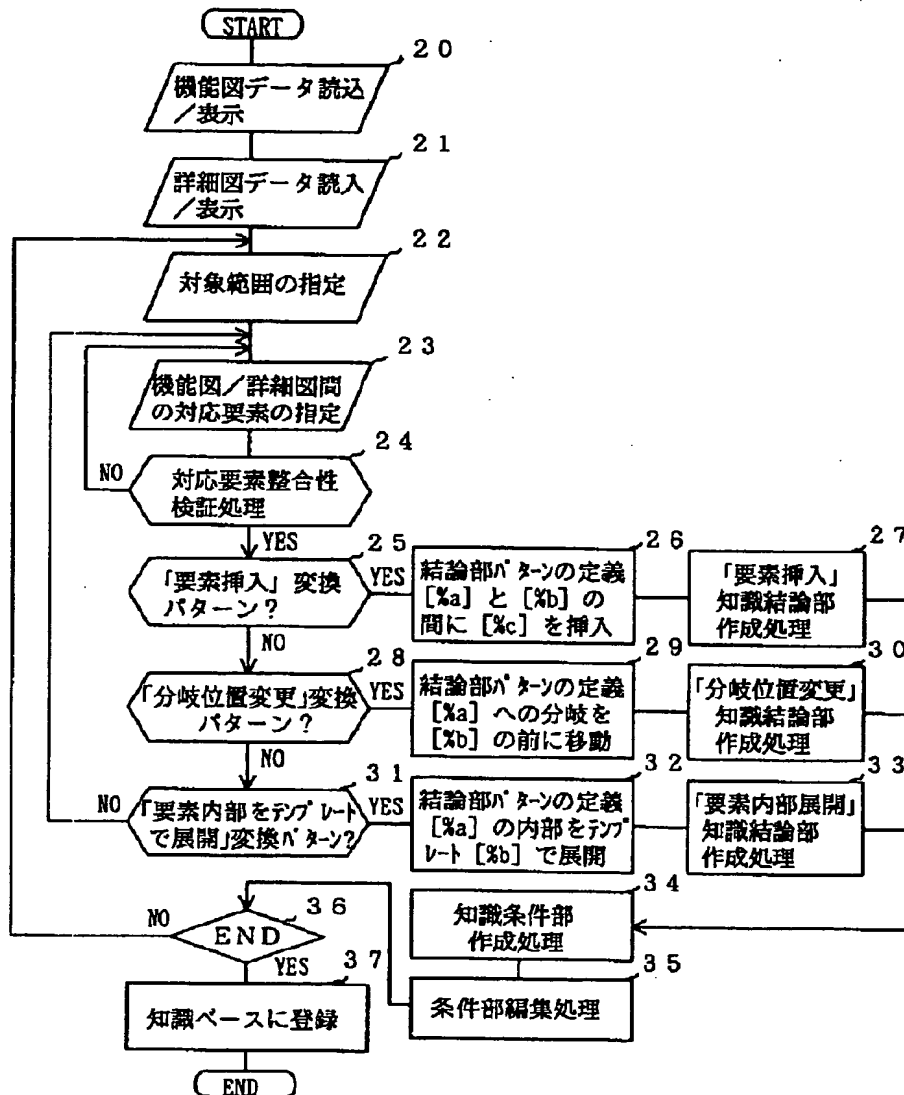 START
20
機能図データ読込
／表示
21
詳細図データ読入
／表示
22
対象範囲の指定
23
機能図／詳細図間
の対応要素の指定
24
NO
対応要素整合性
検証処理
YES
25
「要素挿入」変換
パターン？
YES
26
結論部パターンの定義
[%a] と [%b] の
間に [%c] を挿入
27
「要素挿入」
知識結論部
作成処理
NO
28
「分岐位置変更」変換
パターン？
YES
29
結論部パターンの定義
[%a] への分岐を
[%b] の前に移動
30
「分岐位置変更」
知識結論部
作成処理
NO
31
NO
「要素内部をテンプレート
で展開」変換パターン？
YES
32
結論部パターンの定義
[%a] の内部をテンプ
レート [%b] で展開
33
「要素内部展開」
知識結論部
作成処理
34
知識条件部
作成処理
35
条件部編集処理
36
NO
END
YES
37
知識ベースに登録
END